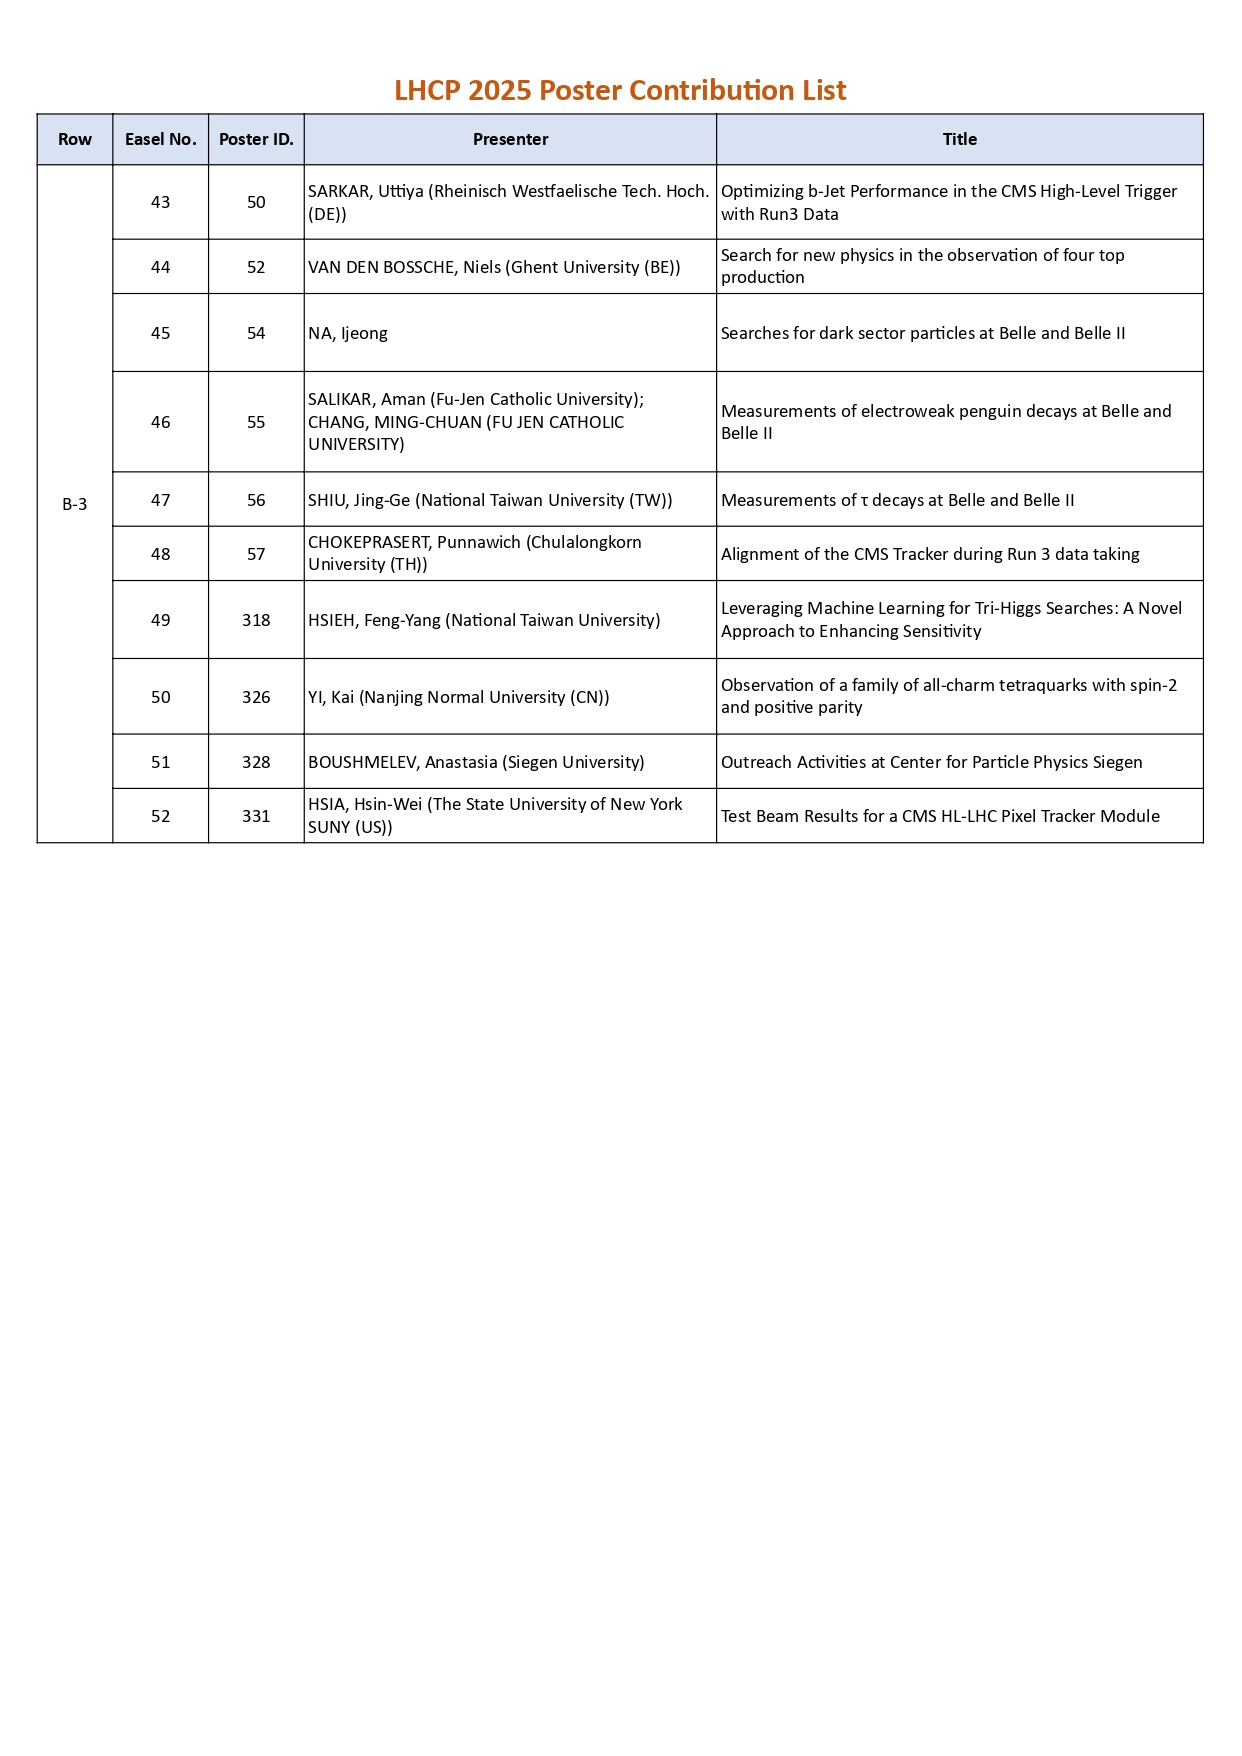 LHCP 2025 Poster Contribution List
Row Easel No. Poster ID. Presenter Title
B-3
43 50 SARKAR, Uttiya (Rheinisch Westfaelische Tech. Hoch. (DE)) Optimizing b-Jet Performance in the CMS High-Level Trigger with Run3 Data
44 52 VAN DEN BOSSCHE, Niels (Ghent University (BE)) Search for new physics in the observation of four top production
45 54 NA, Ijeong Searches for dark sector particles at Belle and Belle II
46 55 SALIKAR, Aman (Fu-Jen Catholic University); CHANG, MING-CHUAN (FU JEN CATHOLIC UNIVERSITY) Measurements of electroweak penguin decays at Belle and Belle II
47 56 SHIU, Jing-Ge (National Taiwan University (TW)) Measurements of τ decays at Belle and Belle II
48 57 CHOKEPRASERT, Punnawich (Chulalongkorn University (TH)) Alignment of the CMS Tracker during Run 3 data taking
49 318 HSIEH, Feng-Yang (National Taiwan University) Leveraging Machine Learning for Tri-Higgs Searches: A Novel Approach to Enhancing Sensitivity
50 326 YI, Kai (Nanjing Normal University (CN)) Observation of a family of all-charm tetraquarks with spin-2 and positive parity
51 328 BOUSHMELEV, Anastasia (Siegen University) Outreach Activities at Center for Particle Physics Siegen
52 331 HSIA, Hsin-Wei (The State University of New York SUNY (US)) Test Beam Results for a CMS HL-LHC Pixel Tracker Module